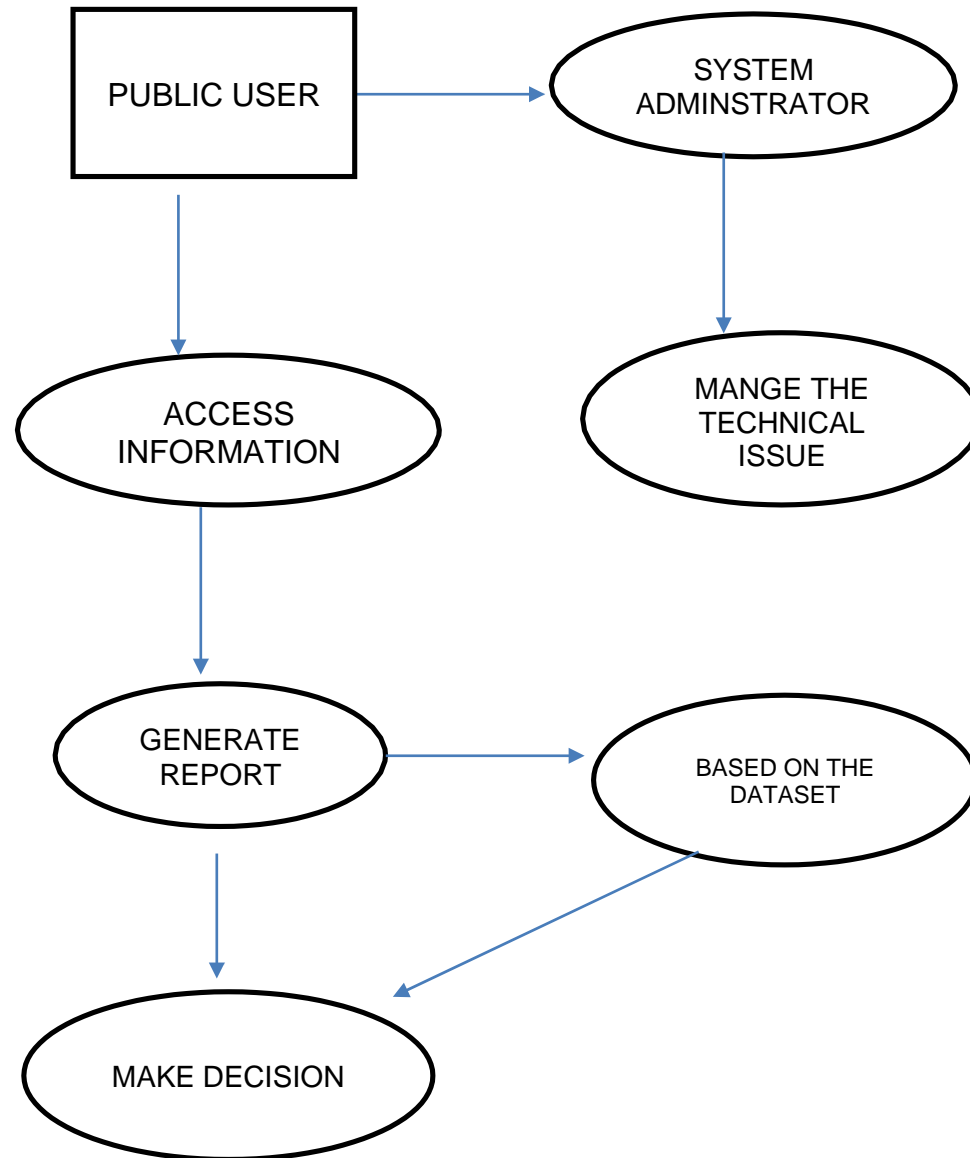 PUBLIC USER
SYSTEM
ADMINSTRATOR
ACCESS
INFORMATION
MANGE THE
TECHNICAL
ISSUE
GENERATE
REPORT
BASED ON THE
DATASET
MAKE DECISION